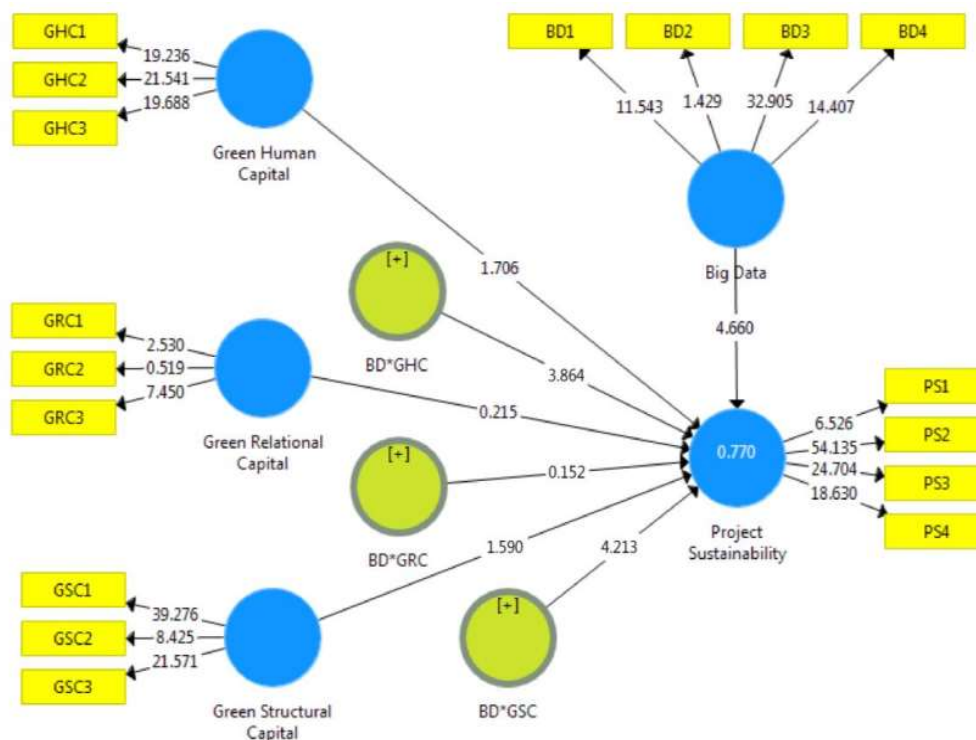 GHC1
GHC2
GHC3
19.236
21.541
19.688
Green Human
Capital
BD1
BD2
BD3
BD4
11.543
1.429
32.905
14.407
Big Data
1.706
4.660
[+]
BD*GHC
3.864
GRC1
GRC2
GRC3
2.530
0.519
7.450
Green Relational
Capital
0.215
[+]
BD*GRC
0.152
0.770
Project
Sustainability
6.526
54.135
24.704
18.630
PS1
PS2
PS3
PS4
GSC1
GSC2
GSC3
39.276
8.425
21.571
Green Structural
Capital
1.590
[+]
BD*GSC
4.213